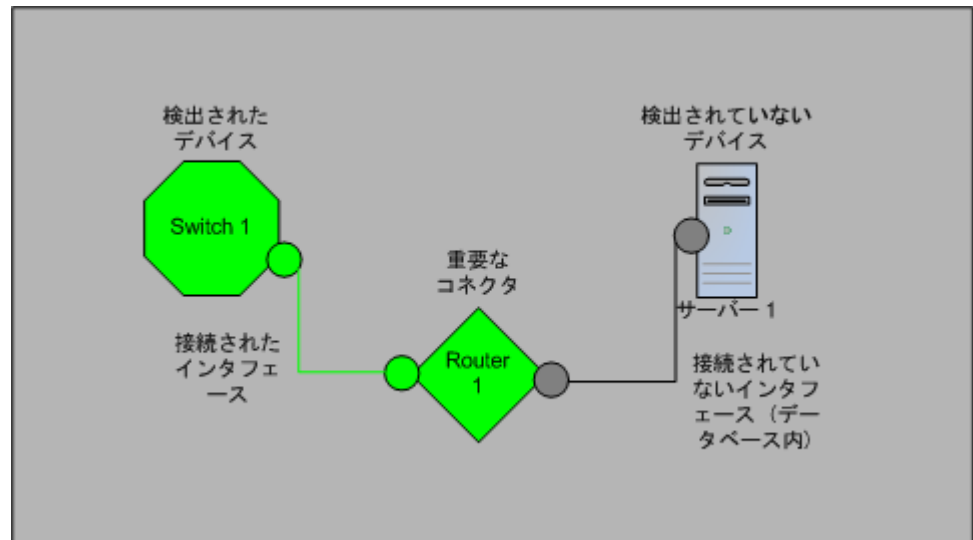 検出された
デバイス
Switch 1
接続された
インタフェ
ース
重要な
コネクタ
Router
1
検出されていない
デバイス
サーバー 1
接続されてい
ないインタフ
ェース（デー
タベース内）